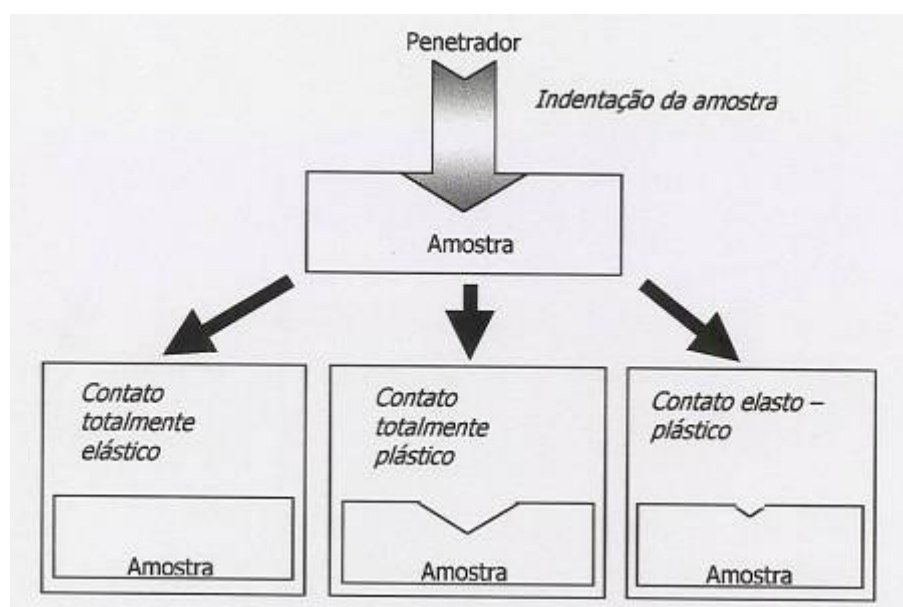 Penetrador
Indentação da amostra
Amostra
Contato
totalmente
elástico
Amostra
Contato
totalmente
plástico
Amostra
Contato elasto –
plástico
Amostra